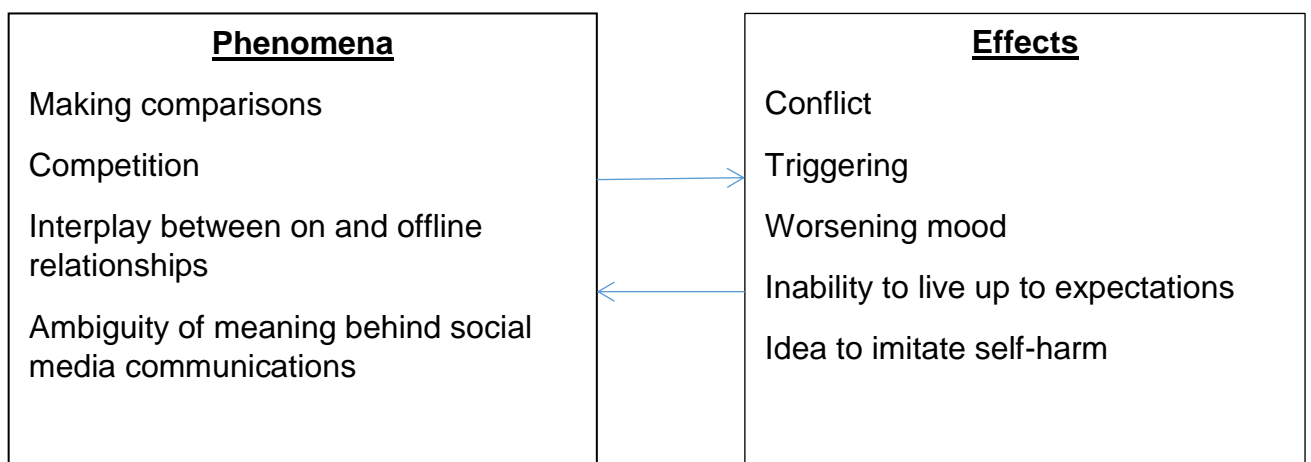 Phenomena
Making comparisons
Competition
Interplay between on and offline
relationships
Ambiguity of meaning behind social
media communications
Effects
Conflict
Triggering
Worsening mood
Inability to live up to expectations
Idea to imitate self-harm